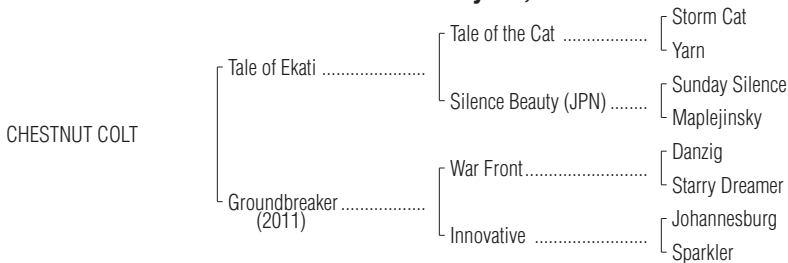 Storm Cat
Tale of the Cat ..................
Yarn
Tale of Ekati ......................
Sunday Silence
Silence Beauty (JPN) ........
Maplejinsky
CHESTNUT COLT
Danzig
War Front..........................
Starry Dreamer
Groundbreaker ..................
(2011)
Johannesburg
Innovative ........................
Sparkler